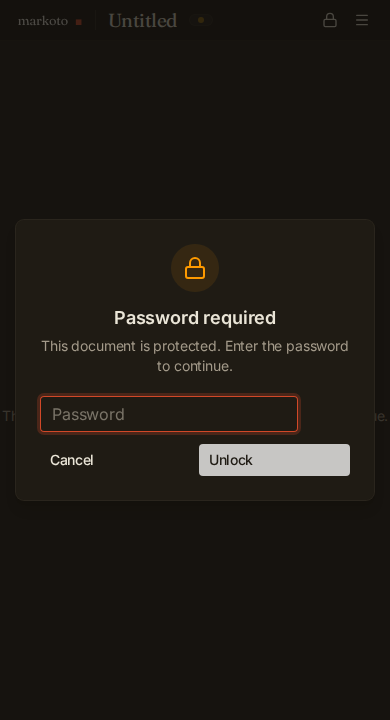 markoto
Untitled
Password required
This document is protected. Enter the password
to continue.
Password
Cancel
Unlock